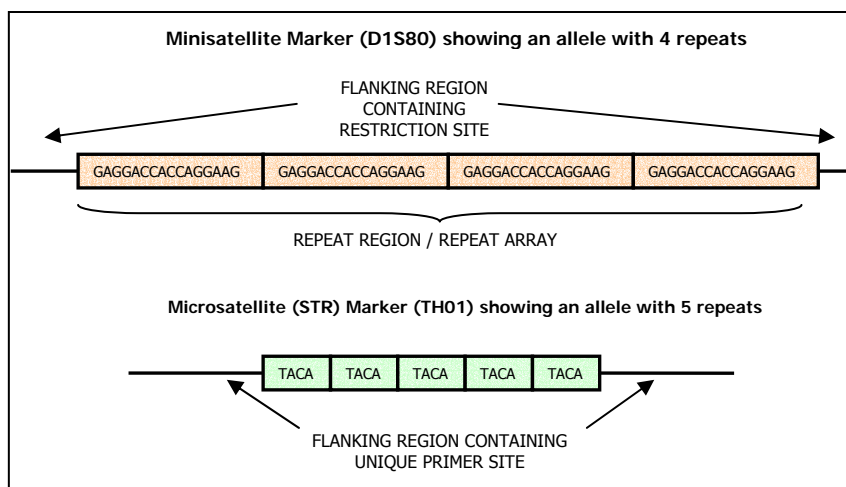 Minisatellite Marker (D1S80) showing an allele with 4 repeats
FLANKING REGION
CONTAINING
RESTRICTION SITE
GAGGACCACCAGGAAG GAGGACCACCAGGAAG GAGGACCACCAGGAAG GAGGACCACCAGGAAG
REPEAT REGION / REPEAT ARRAY
Microsatellite (STR) Marker (TH01) showing an allele with 5 repeats
TACA TACA TACA TACA TACA
FLANKING REGION CONTAINING
UNIQUE PRIMER SITE